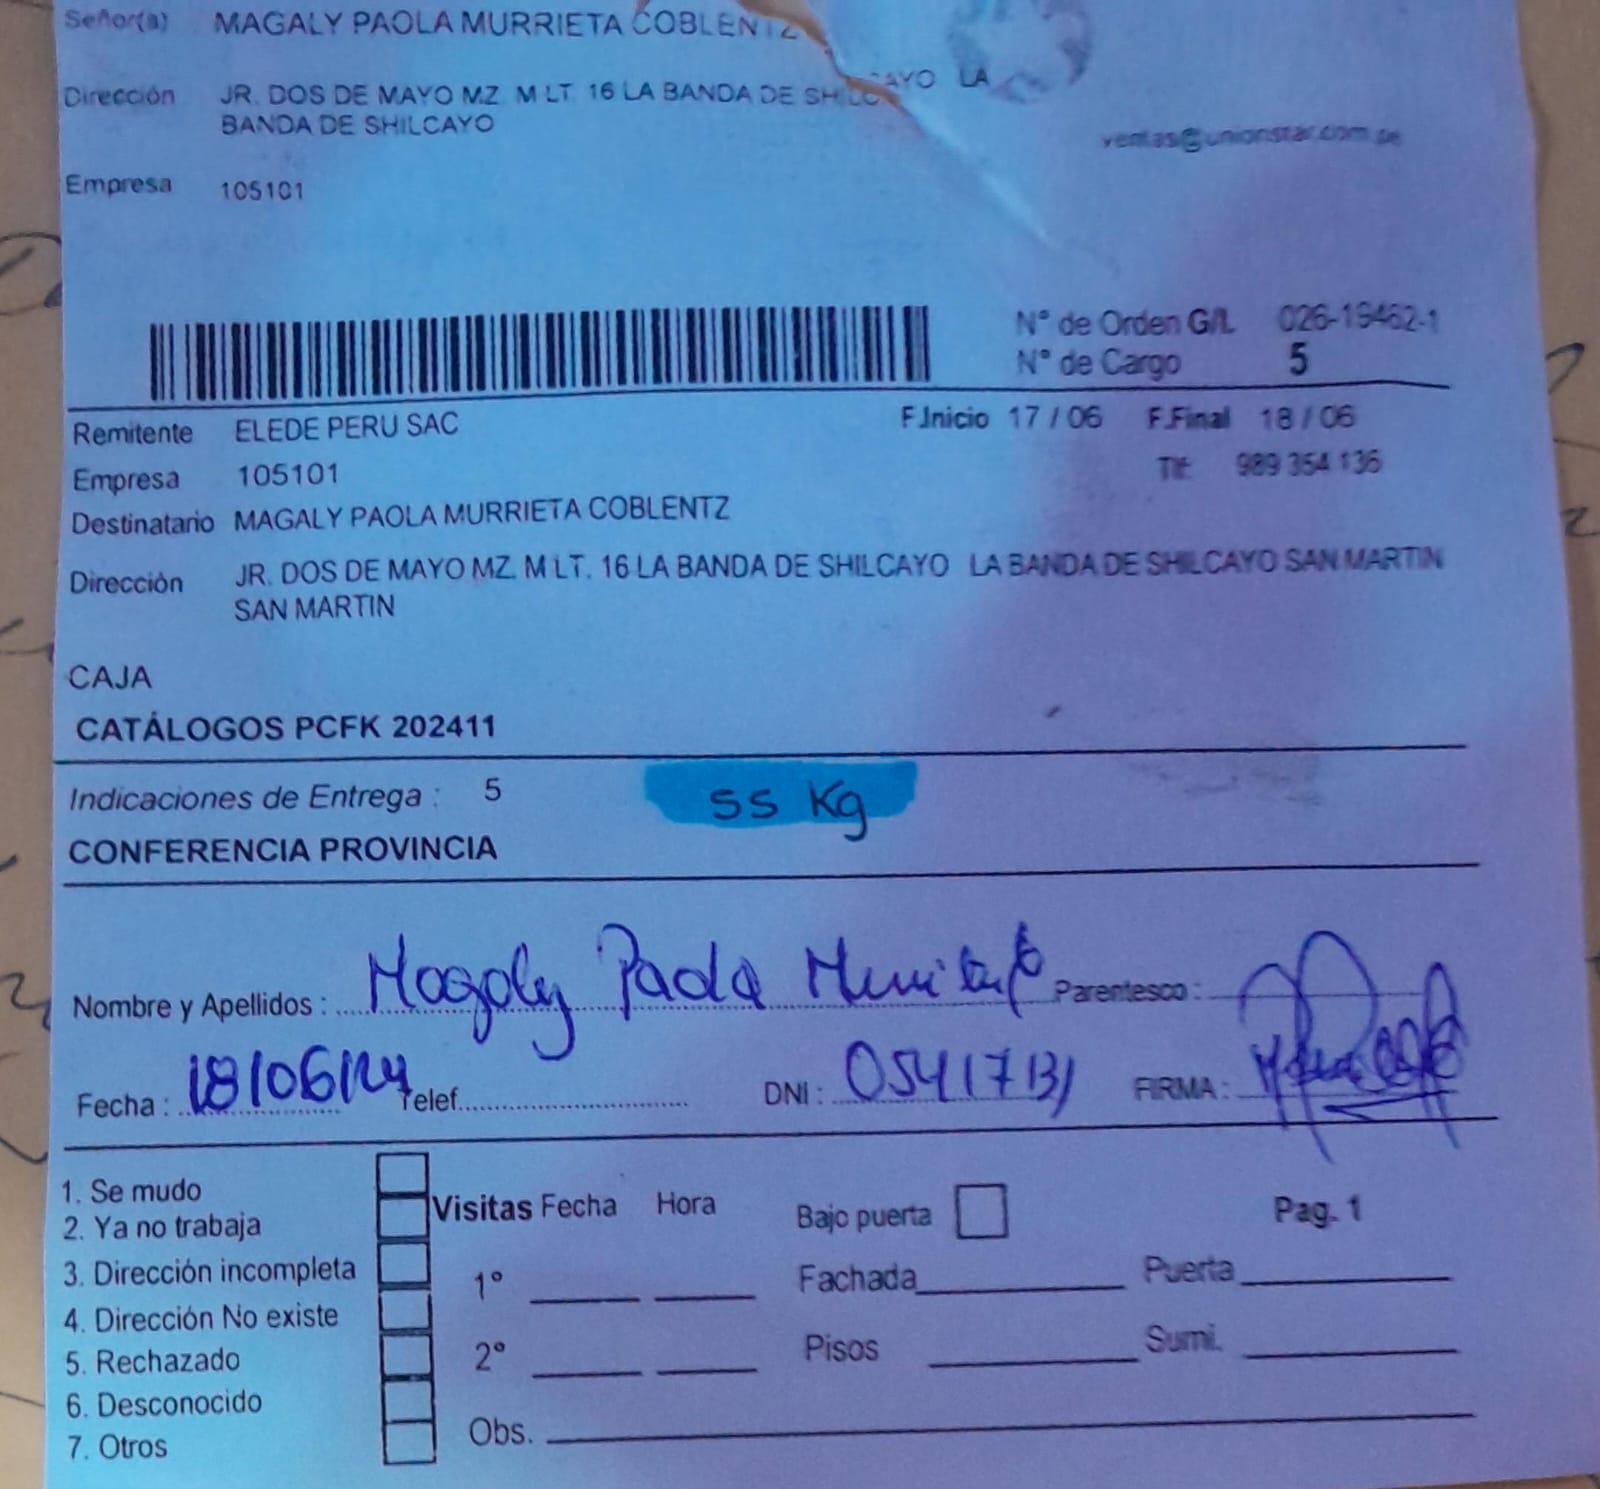 Señor(a) MAGALY PAOLA MURRIETA COBLENTZ
Dirección JR. DOS DE MAYO MZ. M LT. 16 LA BANDA DE SHILCAYO LA
BANDA DE SHILCAYO
ventas@unionstar.com.pe
Empresa 105101
N° de Orden G/L 026-19462-1
N° de Cargo 5
Remitente ELEDE PERU SAC F.Inicio 17 / 06 F.Final 18 / 06
Empresa 105101 Tlf: 989 354 136
Destinatario MAGALY PAOLA MURRIETA COBLENTZ
Dirección JR. DOS DE MAYO MZ. M LT. 16 LA BANDA DE SHILCAYO LA BANDA DE SHILCAYO SAN MARTIN
SAN MARTIN
CAJA
CATÁLOGOS PCFK 202411
Indicaciones de Entrega : 5 55 Kg
CONFERENCIA PROVINCIA
Nombre y Apellidos : Magaly Paola Parentesco :
Fecha : 18/06/24 Telef. DNI : FIRMA :
1. Se mudo
2. Ya no trabaja
Visitas Fecha Hora Bajo puerta Pag. 1
3. Dirección incompleta
1° Fachada Puerta
4. Dirección No existe
2° Pisos Sumi.
5. Rechazado
6. Desconocido
7. Otros
Obs.